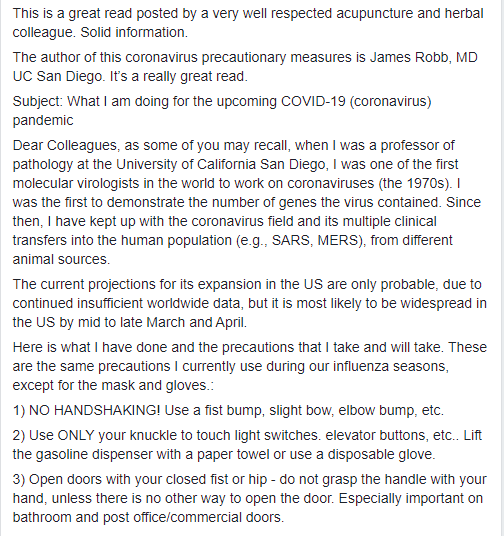 This is a great read posted by a very well respected acupuncture and herbal
colleague. Solid information.
The author of this coronavirus precautionary measures is James Robb, MD
UC San Diego. It's a really great read.
Subject: What I am doing for the upcoming COVID-19 (coronavirus)
pandemic
Dear Colleagues, as some of you may recall, when I was a professor of
pathology at the University of California San Diego, I was one of the first
molecular virologists in the world to work on coronaviruses (the 1970s). I
was the first to demonstrate the number of genes the virus contained. Since
then, I have kept up with the coronavirus field and its multiple clinical
transfers into the human population (e.g., SARS, MERS), from different
animal sources.
The current projections for its expansion in the US are only probable, due to
continued insufficient worldwide data, but it is most likely to be widespread in
the US by mid to late March and April.
Here is what I have done and the precautions that I take and will take. These
are the same precautions I currently use during our influenza seasons,
except for the mask and gloves.:
1) NO HANDSHAKING! Use a fist bump, slight bow, elbow bump, etc.
2) Use ONLY your knuckle to touch light switches. elevator buttons, etc.. Lift
the gasoline dispenser with a paper towel or use a disposable glove.
3) Open doors with your closed fist or hip - do not grasp the handle with your
hand, unless there is no other way to open the door. Especially important on
bathroom and post office/commercial doors.